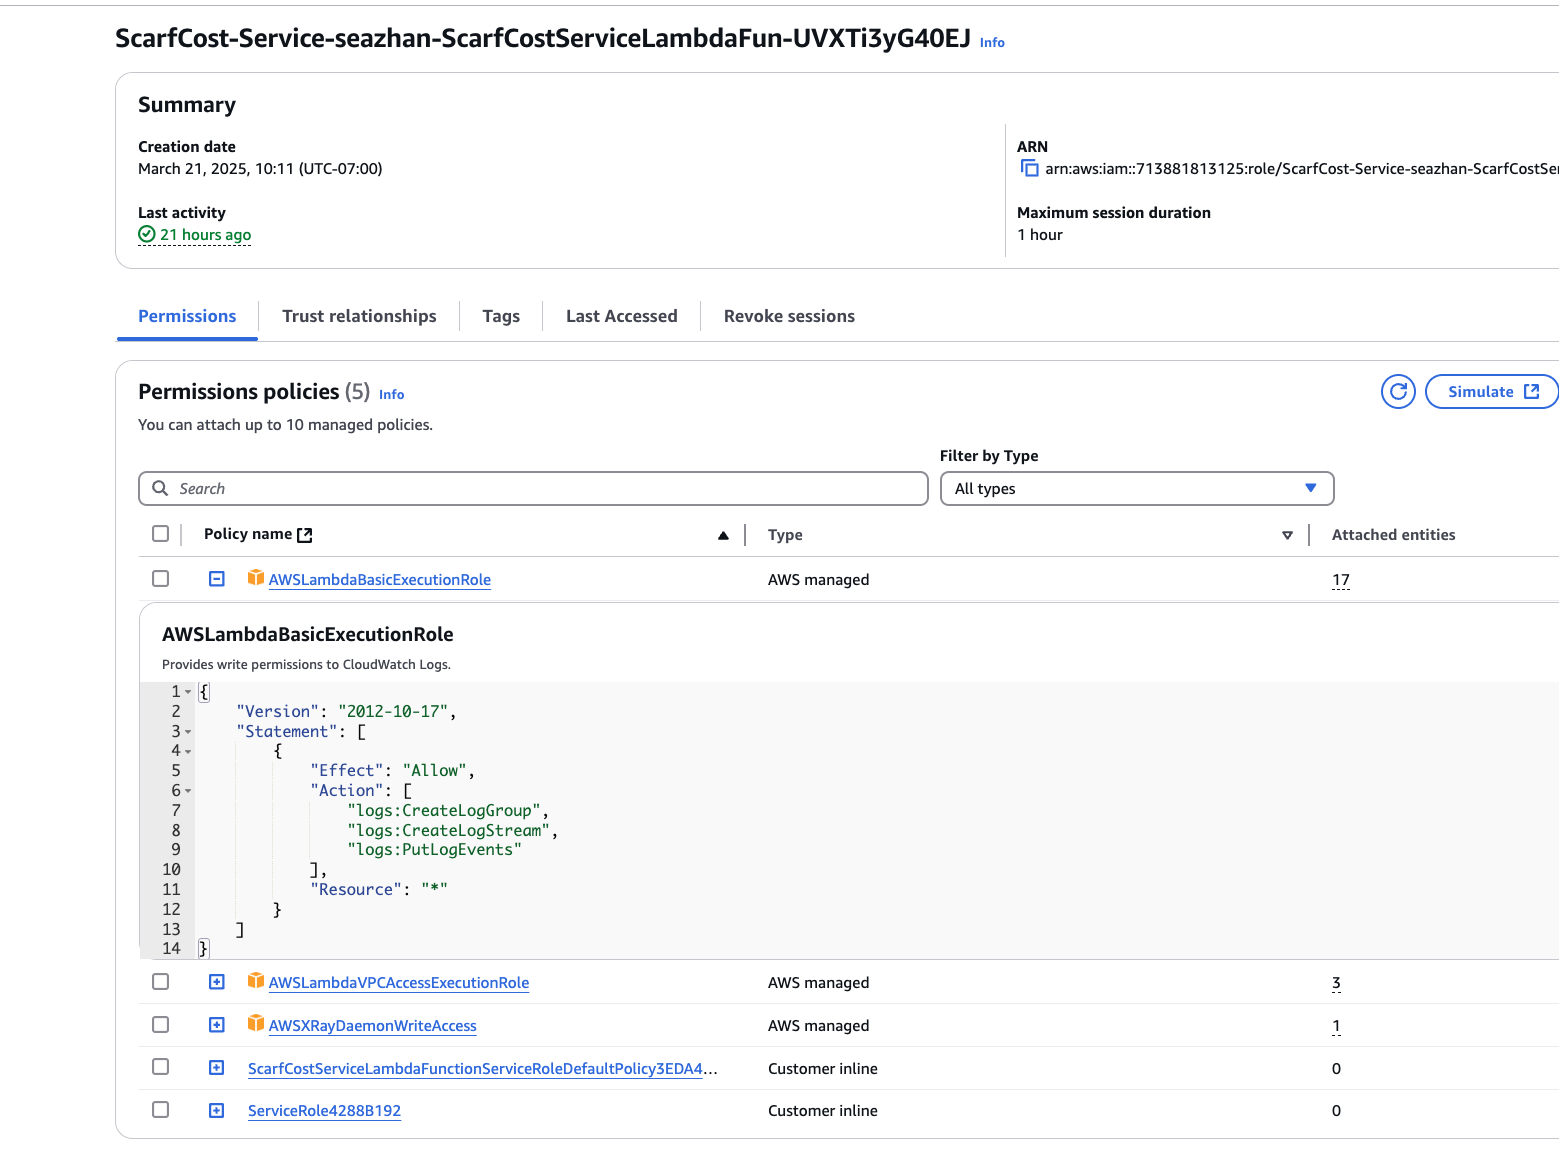 ScarfCost-Service-seazhan-ScarfCostServiceLambdaFun-UVXTi3yG40EJ Info
Summary
Creation date
March 21, 2025, 10:11 (UTC-07:00)
ARN
arn:aws:iam::713881813125:role/ScarfCost-Service-seazhan-ScarfCostSer
Last activity
21 hours ago
Maximum session duration
1 hour
Permissions
Trust relationships
Tags
Last Accessed
Revoke sessions
Permissions policies (5) Info
You can attach up to 10 managed policies.
Simulate
Filter by Type
Search
All types
Policy name
Type
Attached entities
AWSLambdaBasicExecutionRole
AWS managed
17
AWSLambdaBasicExecutionRole
Provides write permissions to CloudWatch Logs.
1 {
2 "Version": "2012-10-17",
3 "Statement": [
4 {
5 "Effect": "Allow",
6 "Action": [
7 "logs:CreateLogGroup",
8 "logs:CreateLogStream",
9 "logs:PutLogEvents"
10 ],
11 "Resource": "*"
12 }
13 ]
14 }
AWSLambdaVPCAccessExecutionRole
AWS managed
3
AWSXRayDaemonWriteAccess
AWS managed
1
ScarfCostServiceLambdaFunctionServiceRoleDefaultPolicy3EDA4...
Customer inline
0
ServiceRole4288B192
Customer inline
0